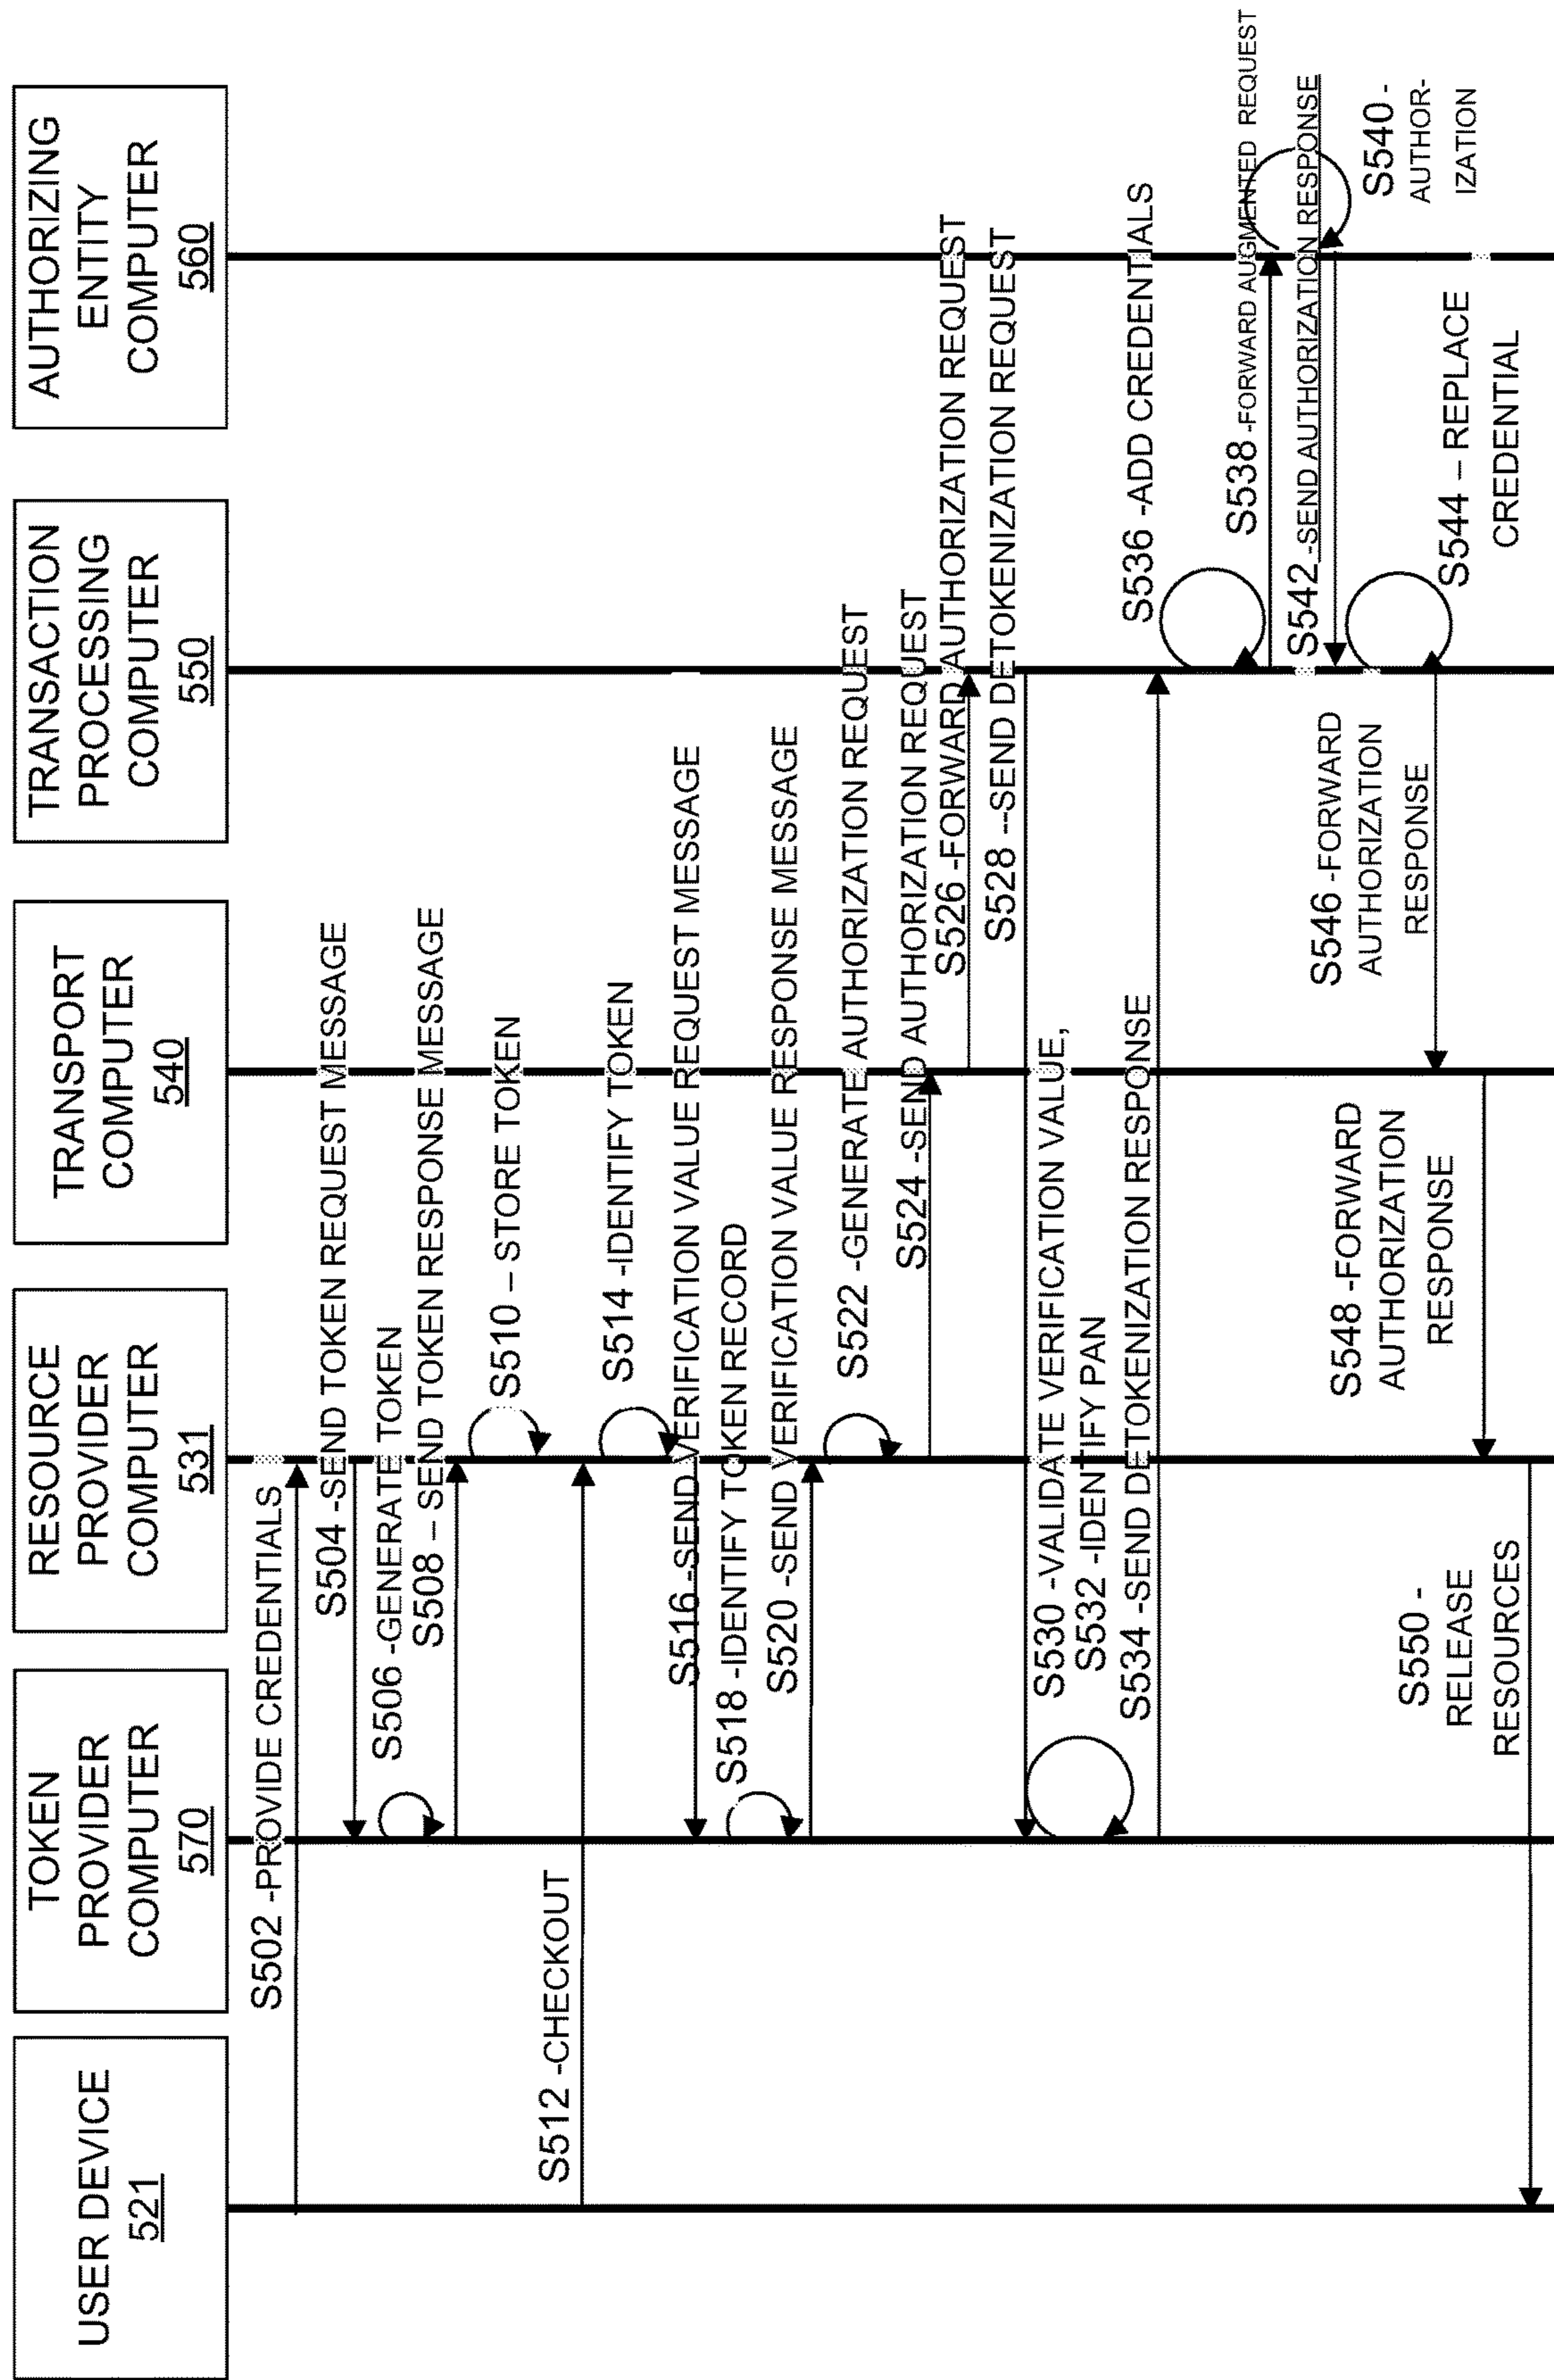 USER DEVICE
521
TOKEN
PROVIDER
COMPUTER
570
RESOURCE
PROVIDER
COMPUTER
531
TRANSPORT
COMPUTER
540
TRANSACTION
PROCESSING
COMPUTER
550
AUTHORIZING
ENTITY
COMPUTER
560
S502 -PROVIDE CREDENTIALS
S504 -SEND TOKEN REQUEST MESSAGE
S506 -GENERATE TOKEN
S508 – SEND TOKEN RESPONSE MESSAGE
S510 – STORE TOKEN
S512 -CHECKOUT
S514 -IDENTIFY TOKEN
S516 -SEND VERIFICATION VALUE REQUEST MESSAGE
S518 -IDENTIFY TOKEN RECORD
S520 -SEND VERIFICATION VALUE RESPONSE MESSAGE
S522 -GENERATE AUTHORIZATION REQUEST
S524 -SEND AUTHORIZATION REQUEST
S526 -FORWARD AUTHORIZATION REQUEST
S528 --SEND DETOKENIZATION REQUEST
S530 -VALIDATE VERIFICATION VALUE,
S532 -IDENTIFY PAN
S534 -SEND DETOKENIZATION RESPONSE
S536 -ADD CREDENTIALS
S538 -FORWARD AUGMENTED REQUEST
S540 -
AUTHOR-
IZATION
S542 -SEND AUTHORIZATION RESPONSE
S544 – REPLACE
CREDENTIAL
S546 -FORWARD
AUTHORIZATION
RESPONSE
S548 -FORWARD
AUTHORIZATION
RESPONSE
S550 -
RELEASE
RESOURCES